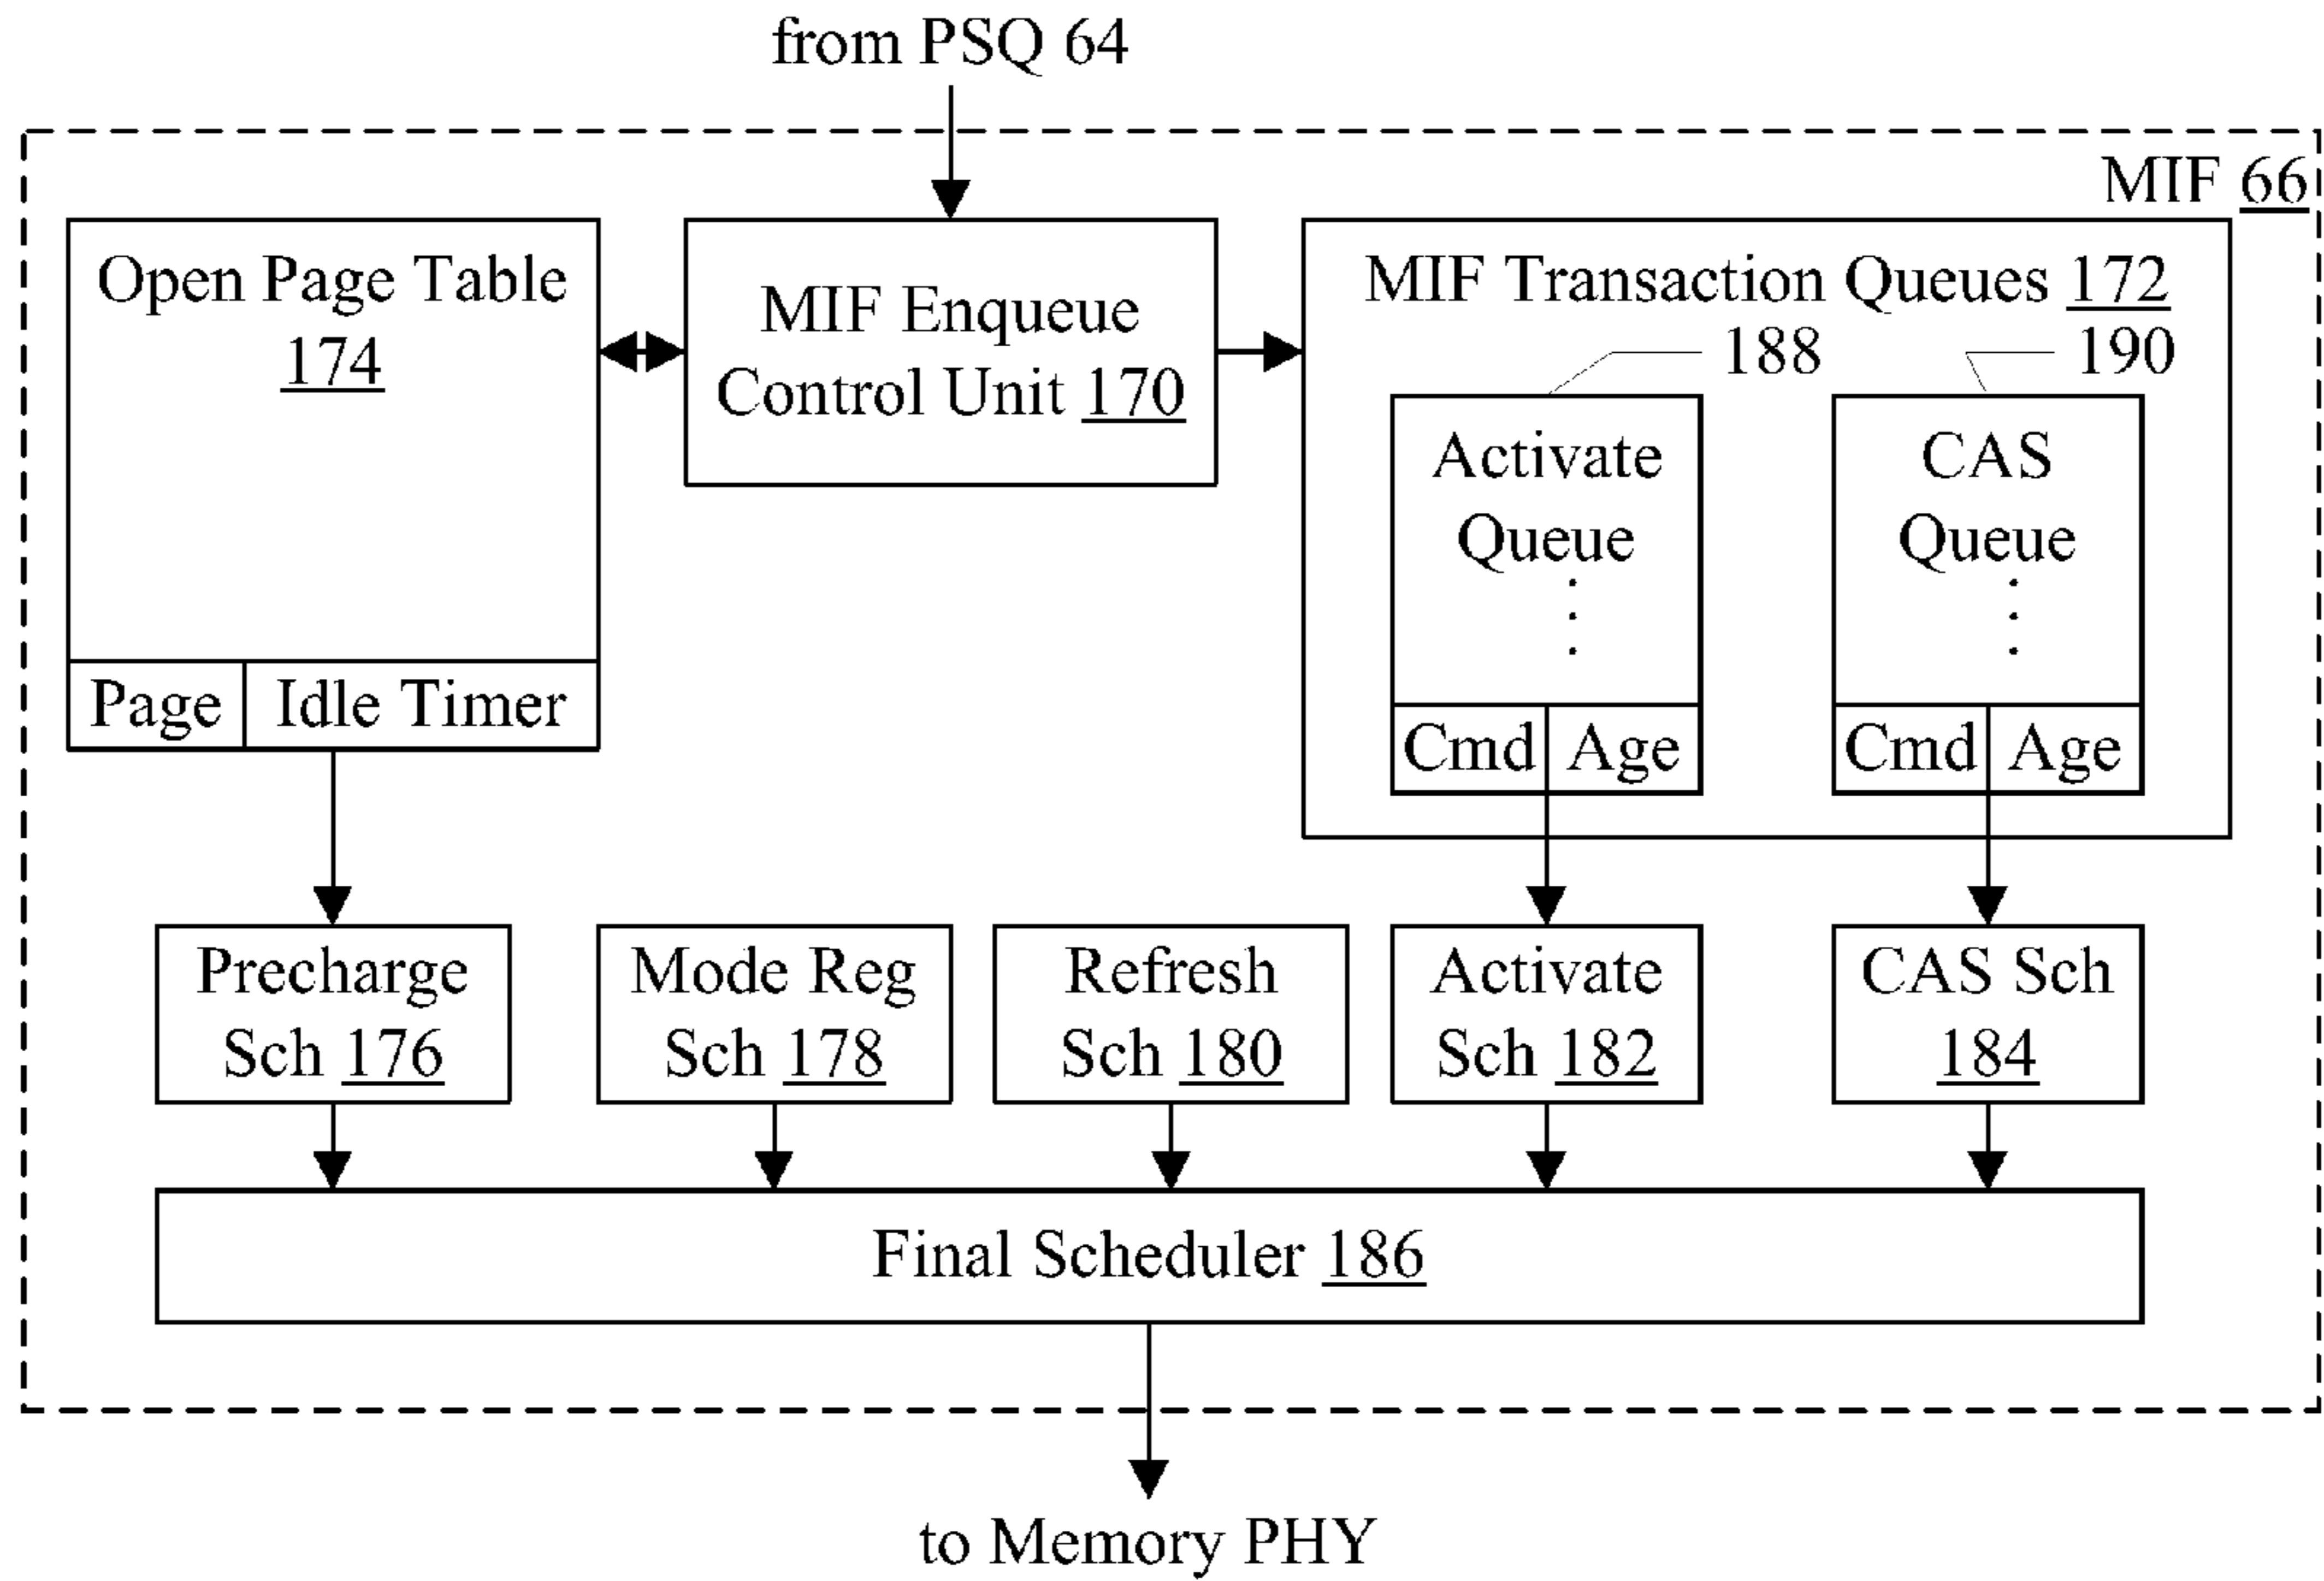 from PSQ 64
MIF 66
Open Page Table
174
MIF Enqueue
Control Unit 170
MIF Transaction Queues 172
188
190
Activate
Queue
CAS
Queue
Page
Idle Timer
Cmd
Age
Cmd
Age
Precharge
Sch 176
Mode Reg
Sch 178
Refresh
Sch 180
Activate
Sch 182
CAS Sch
184
Final Scheduler 186
to Memory PHY